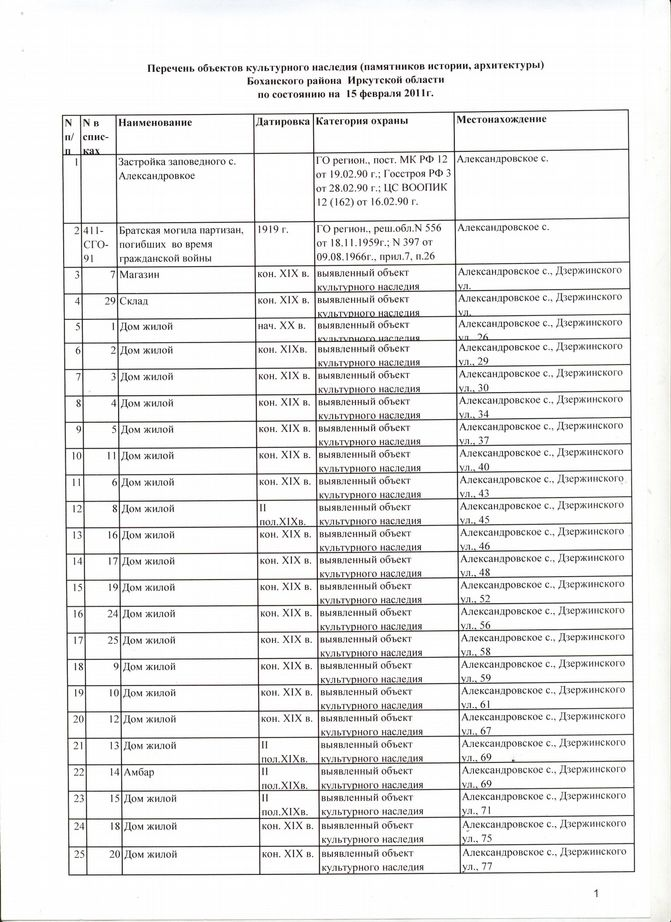 Перечень объектов культурного наследия (памятников истории, архитектуры)
Боханского района Иркутской области
по состоянию на 15 февраля 2011г.
N п/п N в спис-ках Наименование Датировка Категория охраны Местонахождение
1 Застройка заповедного с. Александровкое ГО регион., пост. МК РФ 12 от 19.02.90 г.; Госстроя РФ 3 от 28.02.90 г.; ЦС ВООПИК 12 (162) от 16.02.90 г. Александровское с.
2 411-СГО-91 Братская могила партизан, погибших во время гражданской войны 1919 г. ГО регион., реш.обл.N 556 от 18.11.1959г.; N 397 от 09.08.1966г., прил.7, п.26 Александровское с.
3 7 Магазин кон. XIX в. выявленный объект культурного наследия Александровское с., Дзержинского ул.
4 29 Склад кон. XIX в. выявленный объект культурного наследия Александровское с., Дзержинского ул.
5 1 Дом жилой нач. XX в. выявленный объект культурного наследия Александровское с., Дзержинского ул., 26
6 2 Дом жилой кон. XIXв. выявленный объект культурного наследия Александровское с., Дзержинского ул., 29
7 3 Дом жилой кон. XIX в. выявленный объект культурного наследия Александровское с., Дзержинского ул., 30
8 4 Дом жилой кон. XIX в. выявленный объект культурного наследия Александровское с., Дзержинского ул., 34
9 5 Дом жилой кон. XIX в. выявленный объект культурного наследия Александровское с., Дзержинского ул., 37
10 11 Дом жилой кон. XIX в. выявленный объект культурного наследия Александровское с., Дзержинского ул., 40
11 6 Дом жилой кон. XIX в. выявленный объект культурного наследия Александровское с., Дзержинского ул., 43
12 8 Дом жилой II пол.XIXв. выявленный объект культурного наследия Александровское с., Дзержинского ул., 45
13 16 Дом жилой кон. XIX в. выявленный объект культурного наследия Александровское с., Дзержинского ул., 46
14 17 Дом жилой кон. XIX в. выявленный объект культурного наследия Александровское с., Дзержинского ул., 48
15 19 Дом жилой кон. XIX в. выявленный объект культурного наследия Александровское с., Дзержинского ул., 52
16 24 Дом жилой кон. XIX в. выявленный объект культурного наследия Александровское с., Дзержинского ул., 56
17 25 Дом жилой кон. XIX в. выявленный объект культурного наследия Александровское с., Дзержинского ул., 58
18 9 Дом жилой кон. XIX в. выявленный объект культурного наследия Александровское с., Дзержинского ул., 59
19 10 Дом жилой кон. XIX в. выявленный объект культурного наследия Александровское с., Дзержинского ул., 61
20 12 Дом жилой кон. XIX в. выявленный объект культурного наследия Александровское с., Дзержинского ул., 67
21 13 Дом жилой II пол.XIXв. выявленный объект культурного наследия Александровское с., Дзержинского ул., 69
22 14 Амбар II пол.XIXв. выявленный объект культурного наследия Александровское с., Дзержинского ул., 69
23 15 Дом жилой II пол.XIXв. выявленный объект культурного наследия Александровское с., Дзержинского ул., 71
24 18 Дом жилой кон. XIX в. выявленный объект культурного наследия Александровское с., Дзержинского ул., 75
25 20 Дом жилой кон. XIX в. выявленный объект культурного наследия Александровское с., Дзержинского ул., 77
1